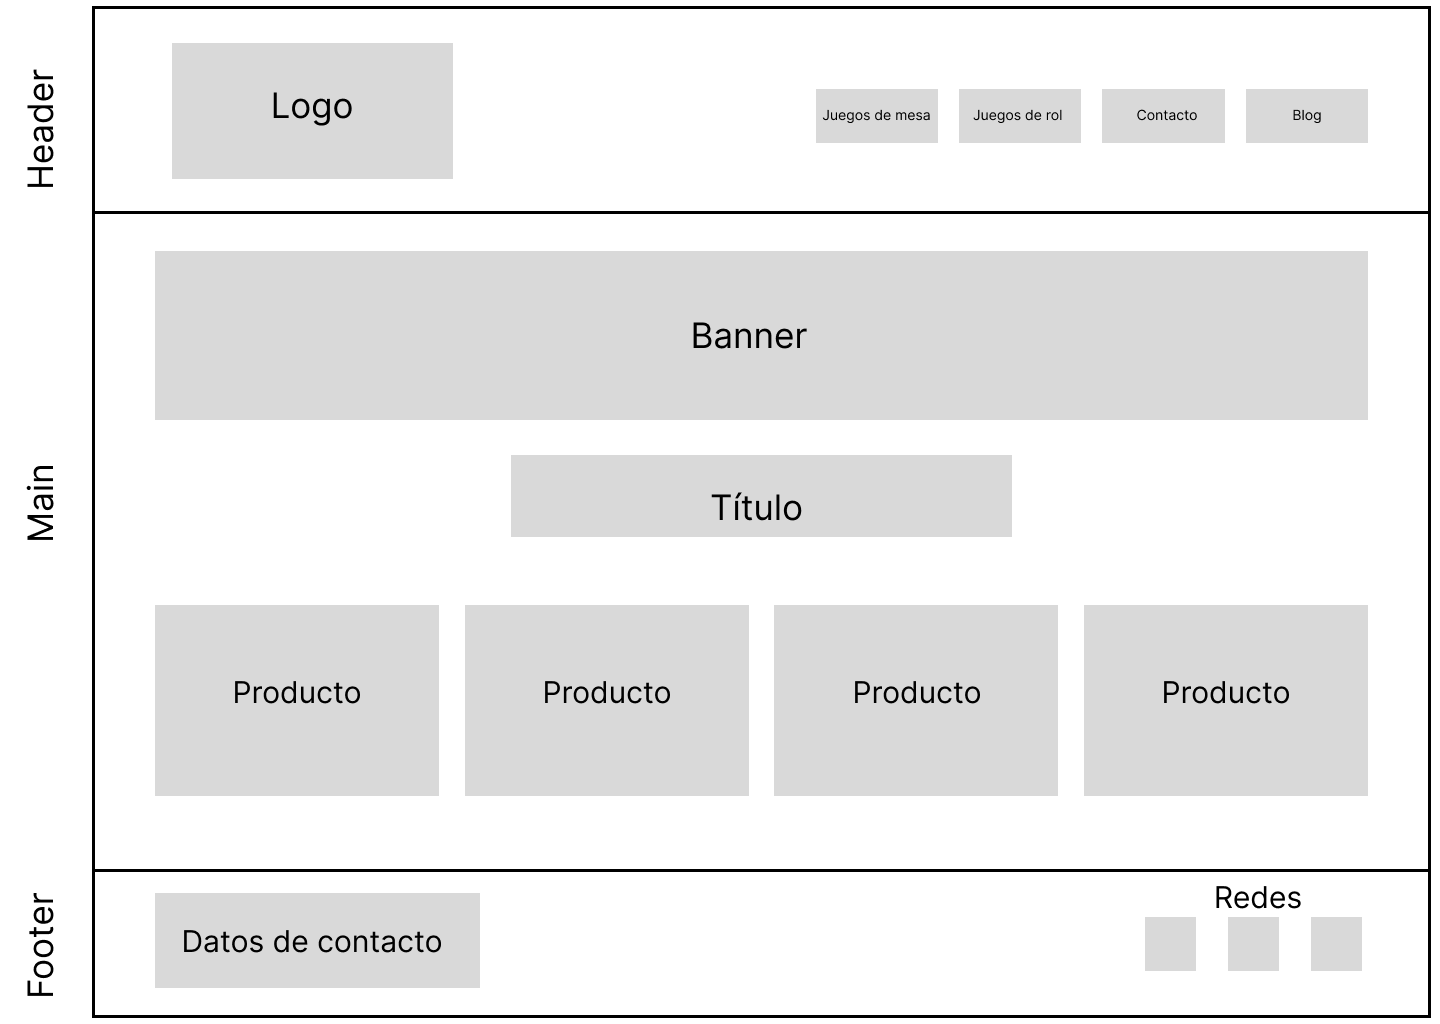 Header
Logo
Juegos de mesa
Juegos de rol
Contacto
Blog
Main
Banner
Título
Producto
Producto
Producto
Producto
Footer
Datos de contacto
Redes